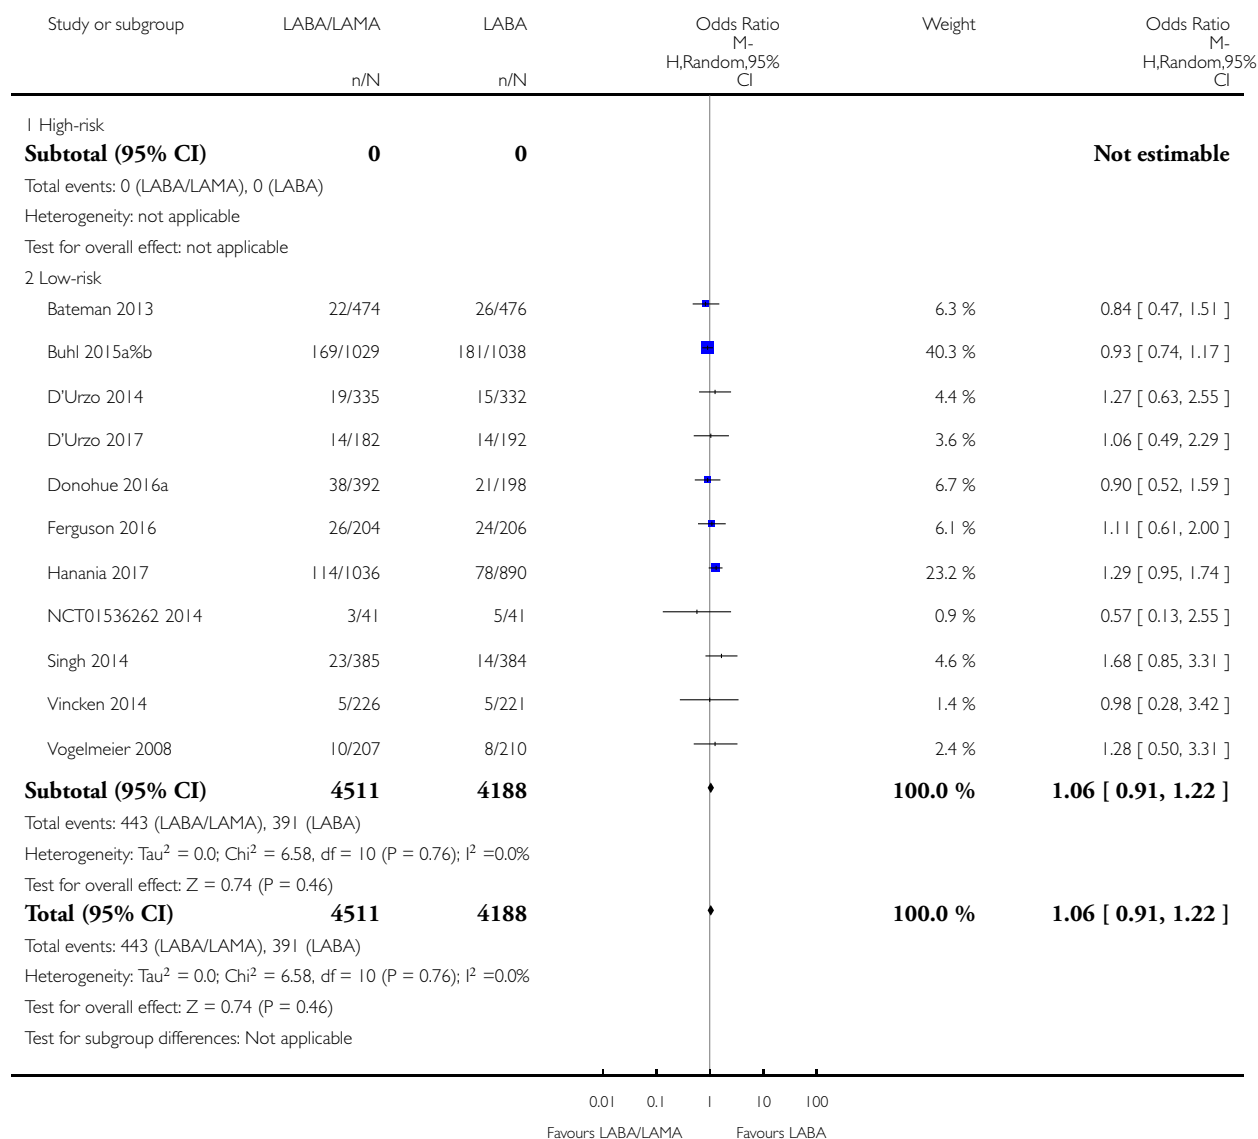 Study or subgroup LABA/LAMA LABA Odds Ratio Weight Odds Ratio
M- M-
H,Random,95% H,Random,95%
n/N n/N CI CI
1 High-risk
Subtotal (95% CI) 0 0 Not estimable
Total events: 0 (LABA/LAMA), 0 (LABA)
Heterogeneity: not applicable
Test for overall effect: not applicable
2 Low-risk
Bateman 2013 22/474 26/476 6.3 % 0.84 [ 0.47, 1.51 ]
Buhl 2015a%b 169/1029 181/1038 40.3 % 0.93 [ 0.74, 1.17 ]
D'Urzo 2014 19/335 15/332 4.4 % 1.27 [ 0.63, 2.55 ]
D'Urzo 2017 14/182 14/192 3.6 % 1.06 [ 0.49, 2.29 ]
Donohue 2016a 38/392 21/198 6.7 % 0.90 [ 0.52, 1.59 ]
Ferguson 2016 26/204 24/206 6.1 % 1.11 [ 0.61, 2.00 ]
Hanania 2017 114/1036 78/890 23.2 % 1.29 [ 0.95, 1.74 ]
NCT01536262 2014 3/41 5/41 0.9 % 0.57 [ 0.13, 2.55 ]
Singh 2014 23/385 14/384 4.6 % 1.68 [ 0.85, 3.31 ]
Vincken 2014 5/226 5/221 1.4 % 0.98 [ 0.28, 3.42 ]
Vogelmeier 2008 10/207 8/210 2.4 % 1.28 [ 0.50, 3.31 ]
Subtotal (95% CI) 4511 4188 100.0 % 1.06 [ 0.91, 1.22 ]
Total events: 443 (LABA/LAMA), 391 (LABA)
Heterogeneity: Tau² = 0.0; Chi² = 6.58, df = 10 (P = 0.76); I² =0.0%
Test for overall effect: Z = 0.74 (P = 0.46)
Total (95% CI) 4511 4188 100.0 % 1.06 [ 0.91, 1.22 ]
Total events: 443 (LABA/LAMA), 391 (LABA)
Heterogeneity: Tau² = 0.0; Chi² = 6.58, df = 10 (P = 0.76); I² =0.0%
Test for overall effect: Z = 0.74 (P = 0.46)
Test for subgroup differences: Not applicable
0.01 0.1 1 10 100
Favours LABA/LAMA Favours LABA